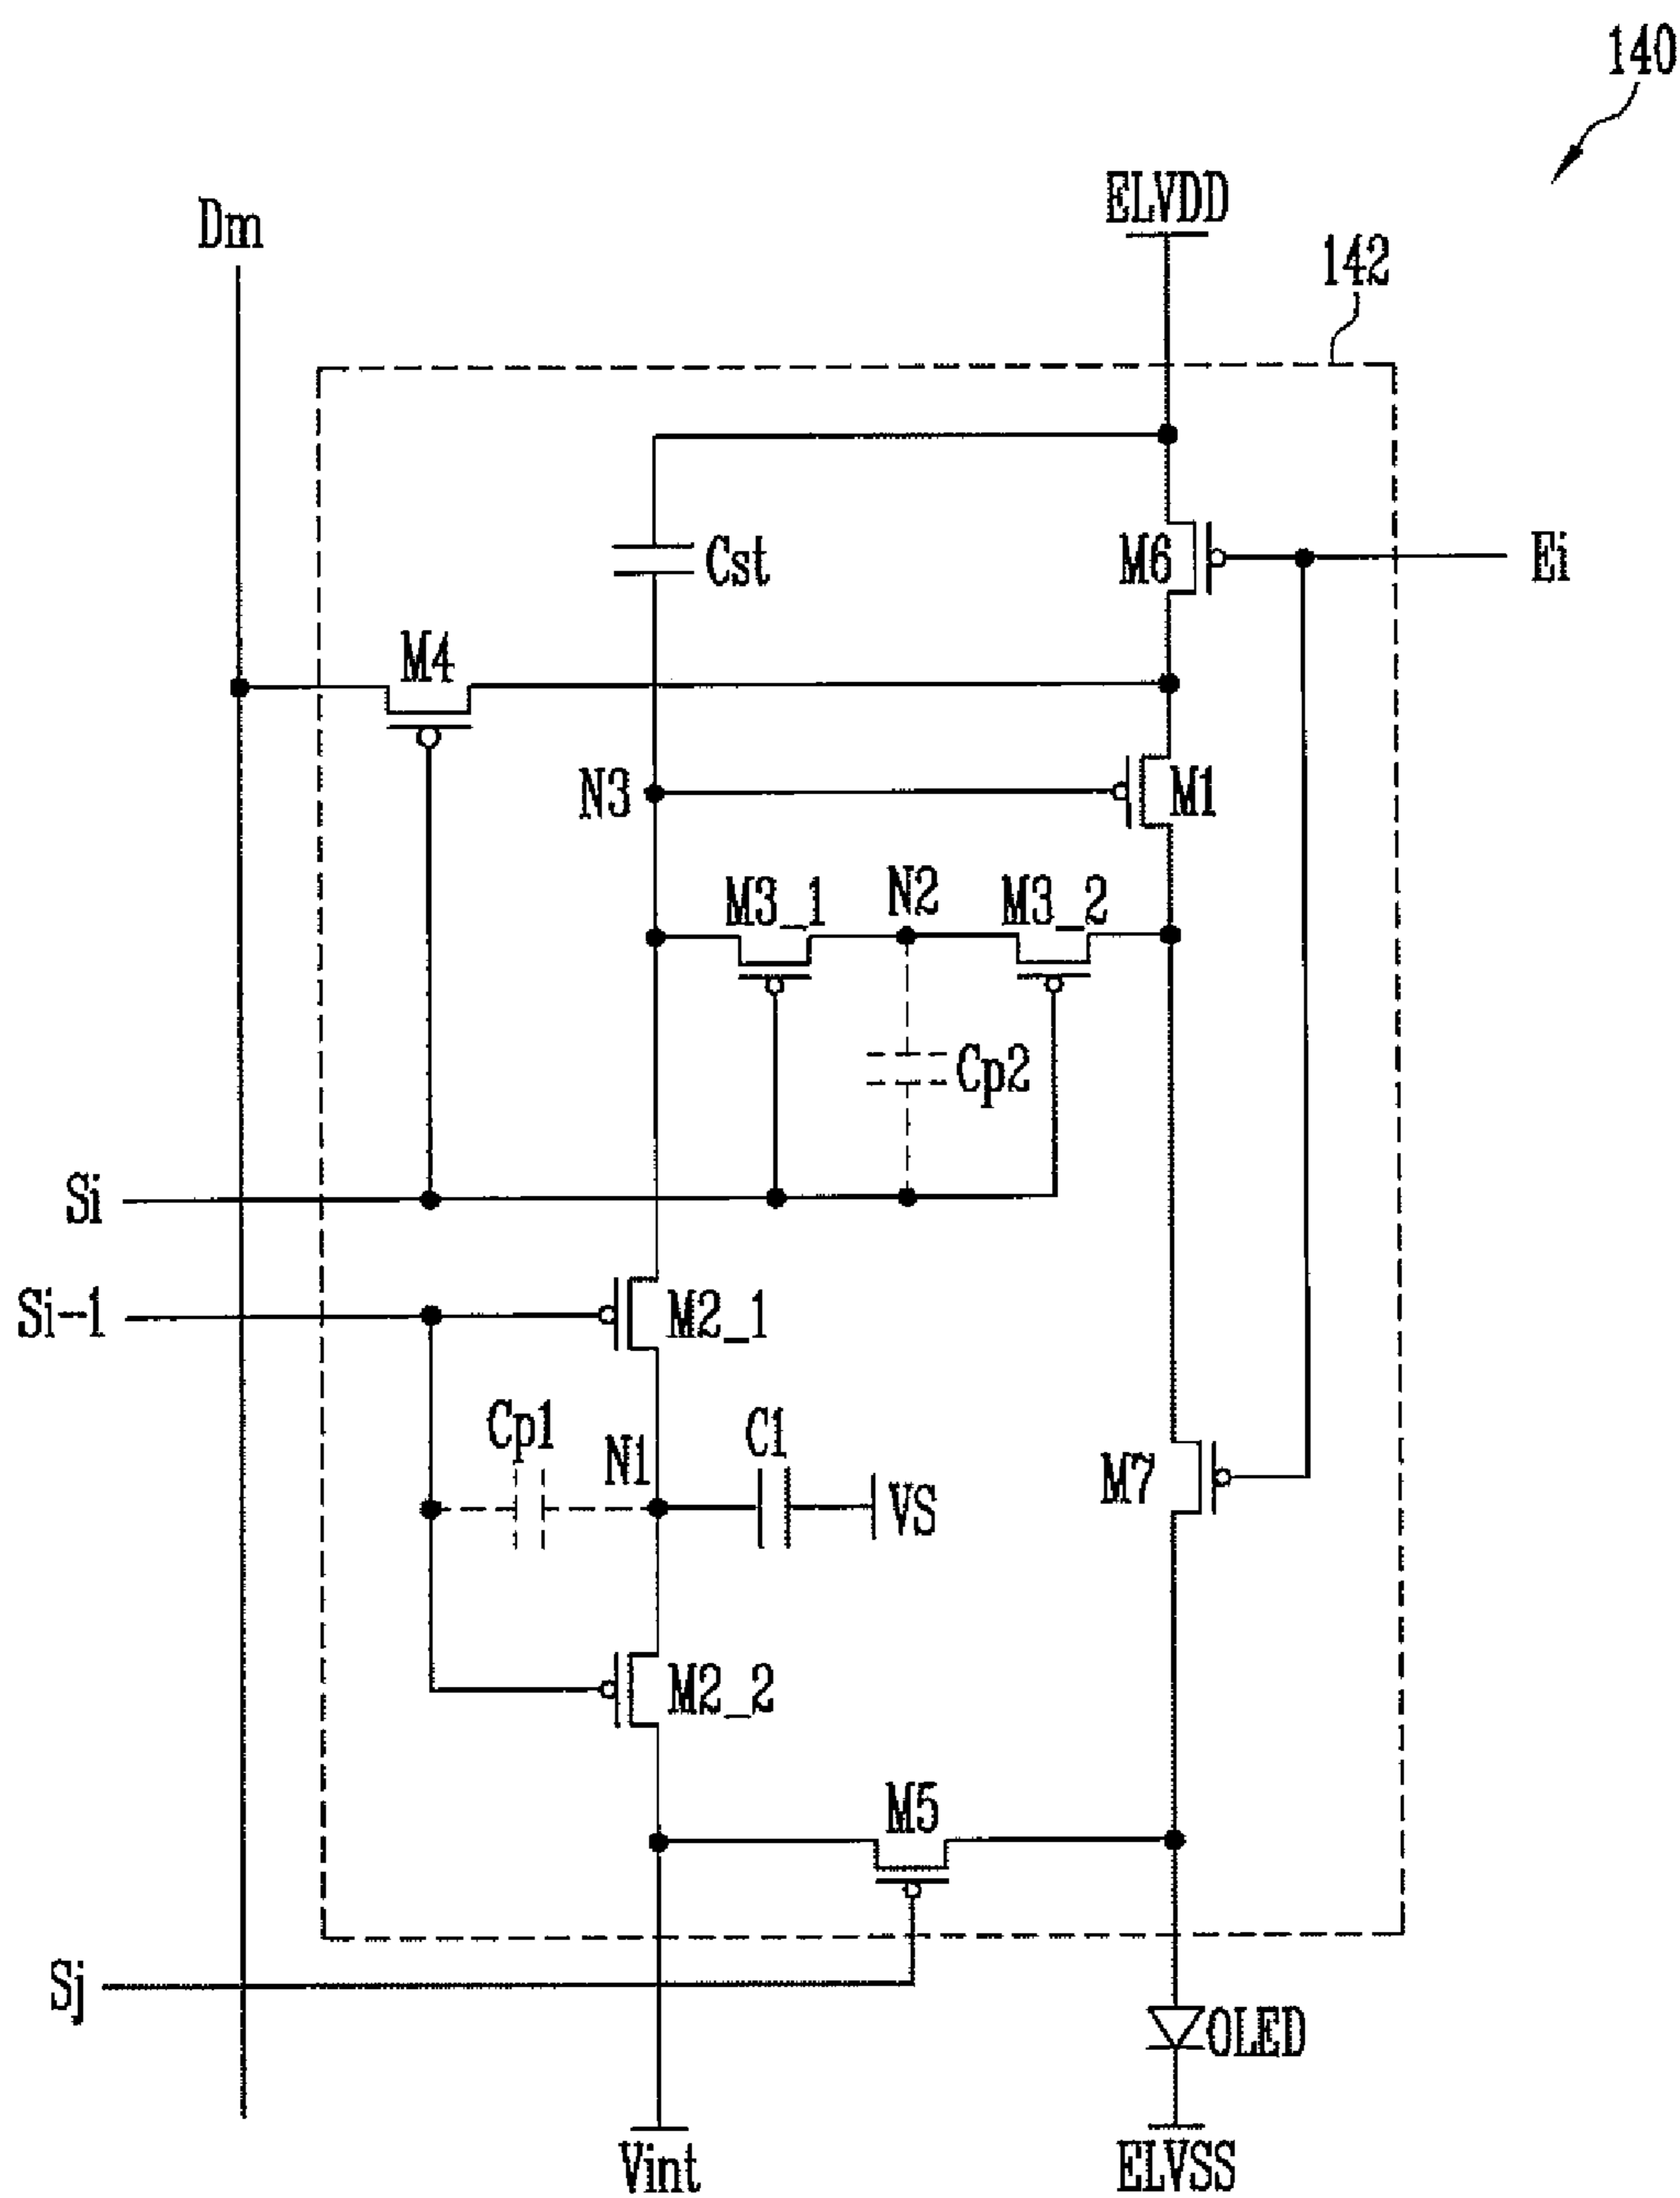 140
ELVDD
Dm
142
Cst
M6
Ei
M4
N3
M1
M3_1
N2
M3_2
Cp2
Si
Si-1
M2_1
Cp1
N1
C1
VS
M7
M2_2
M5
Sj
OLED
Vint
ELVSS